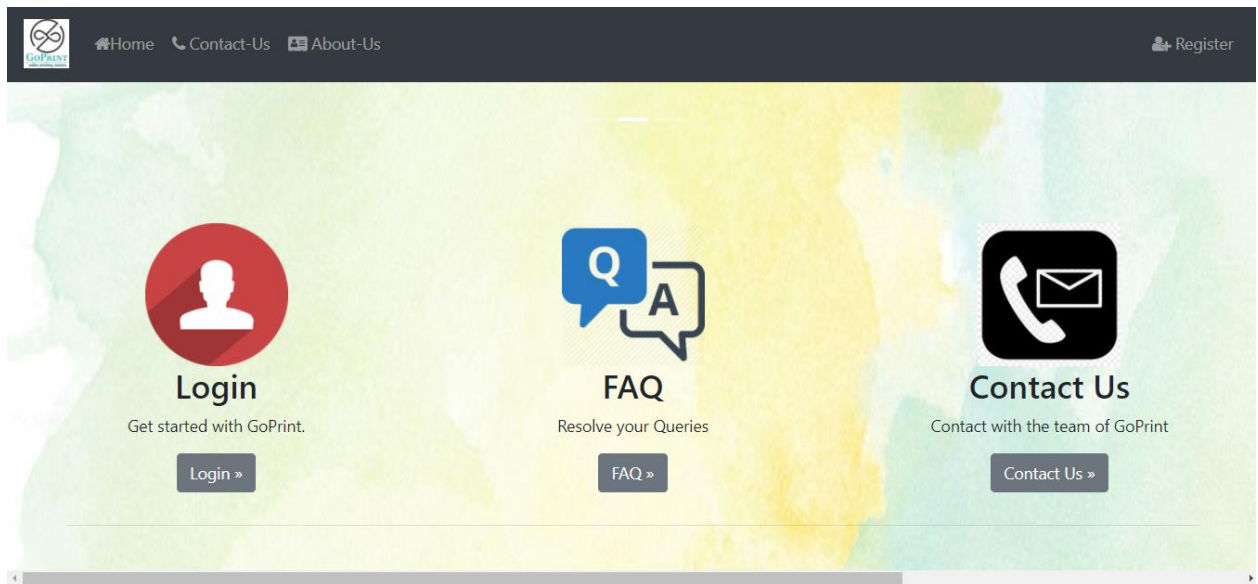 GoPrint
Home Contact-Us About-Us Register
Q
A
Login FAQ Contact Us
Get started with GoPrint. Resolve your Queries Contact with the team of GoPrint
Login » FAQ » Contact Us »